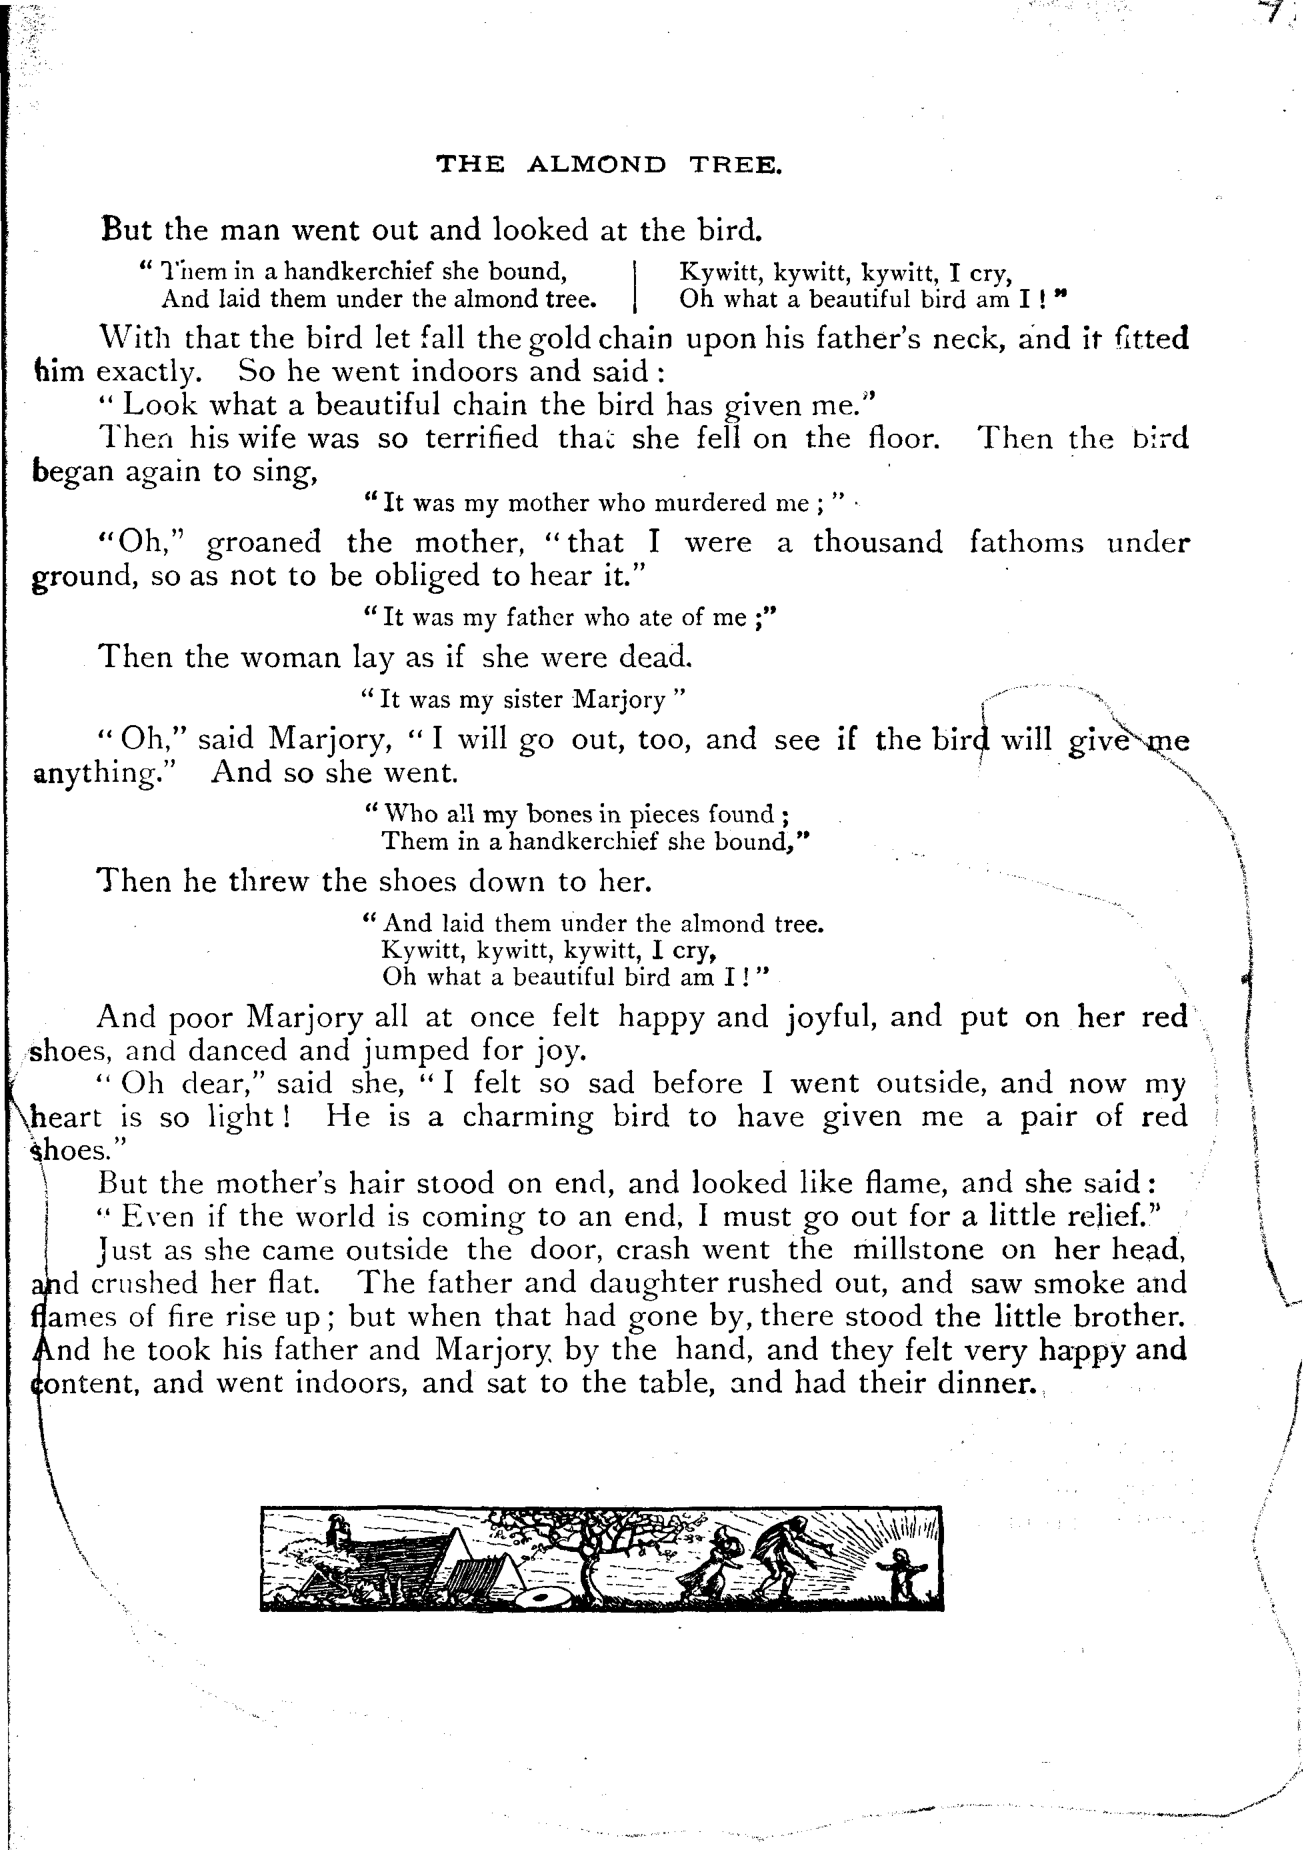 THE ALMOND TREE.
But the man went out and looked at the bird.
“ Them in a handkerchief she bound,
And laid them under the almond tree.
Kywitt, kywitt, kywitt, I cry,
Oh what a beautiful bird am I ! ”
With that the bird let fall the gold chain upon his father’s neck, and it fitted
him exactly. So he went indoors and said :
“ Look what a beautiful chain the bird has given me.”
Then his wife was so terrified that she fell on the floor. Then the bird
began again to sing,
“ It was my mother who murdered me ; ”
“Oh,” groaned the mother, “ that I were a thousand fathoms under
ground, so as not to be obliged to hear it.”
“ It was my father who ate of me ;”
Then the woman lay as if she were dead.
“ It was my sister Marjory ”
“ Oh,” said Marjory, “ I will go out, too, and see if the bird will give me
anything.” And so she went.
“ Who all my bones in pieces found ;
Them in a handkerchief she bound,”
Then he threw the shoes down to her.
“ And laid them under the almond tree.
Kywitt, kywitt, kywitt, I cry,
Oh what a beautiful bird am I ! ”
And poor Marjory all at once felt happy and joyful, and put on her red
shoes, and danced and jumped for joy.
“ Oh dear,” said she, “ I felt so sad before I went outside, and now my
heart is so light ! He is a charming bird to have given me a pair of red
shoes.”
But the mother’s hair stood on end, and looked like flame, and she said :
“ Even if the world is coming to an end, I must go out for a little relief.”
Just as she came outside the door, crash went the millstone on her head,
and crushed her flat. The father and daughter rushed out, and saw smoke and
flames of fire rise up ; but when that had gone by, there stood the little brother.
And he took his father and Marjory by the hand, and they felt very happy and
content, and went indoors, and sat to the table, and had their dinner.